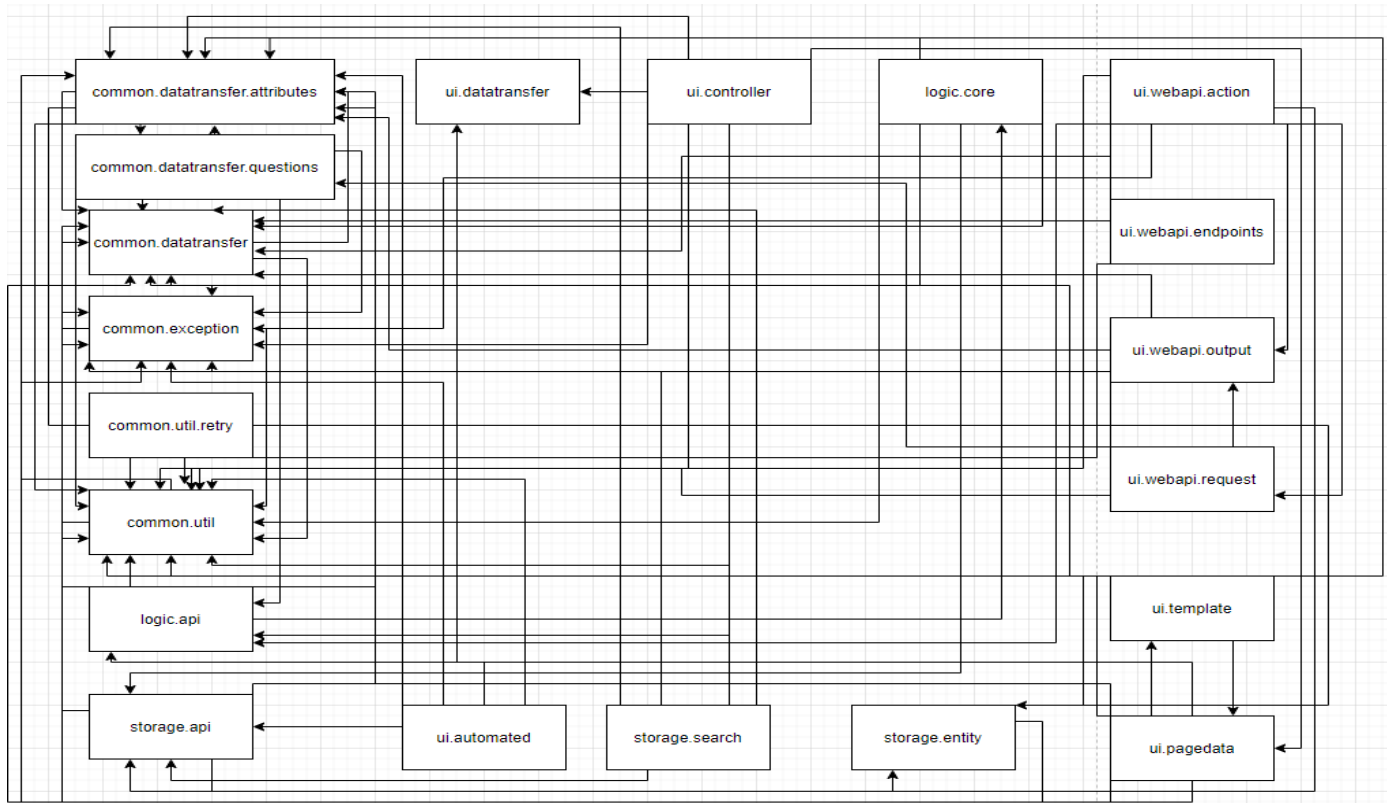 common.datatransfer.attributes
ui.datatransfer
ui.controller
logic.core
ui.webapi.action
common.datatransfer.questions
common.datatransfer
ui.webapi.endpoints
common.exception
ui.webapi.output
common.util.retry
ui.webapi.request
common.util
logic.api
ui.template
storage.api
ui.automated
storage.search
storage.entity
ui.pagedata